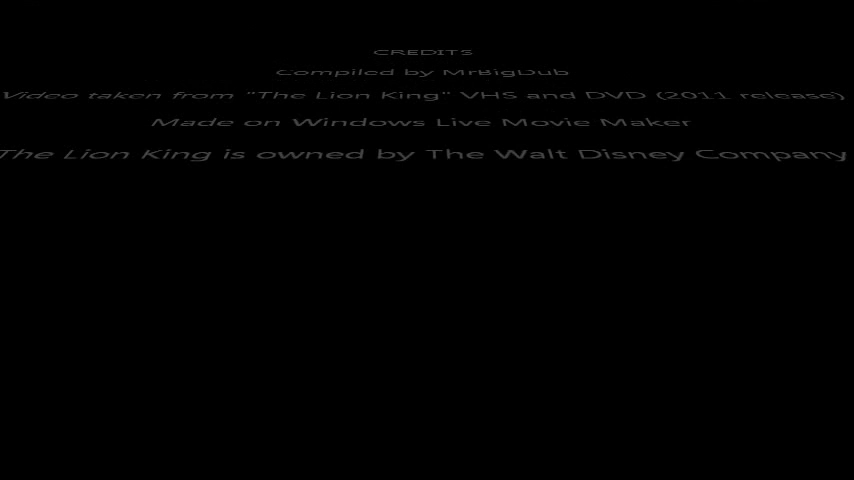 CREDITS
Compiled by MrBigDub
Video taken from "The Lion King" VHS and DVD (2011 release)
Made on Windows Live Movie Maker
The Lion King is owned by The Walt Disney Company